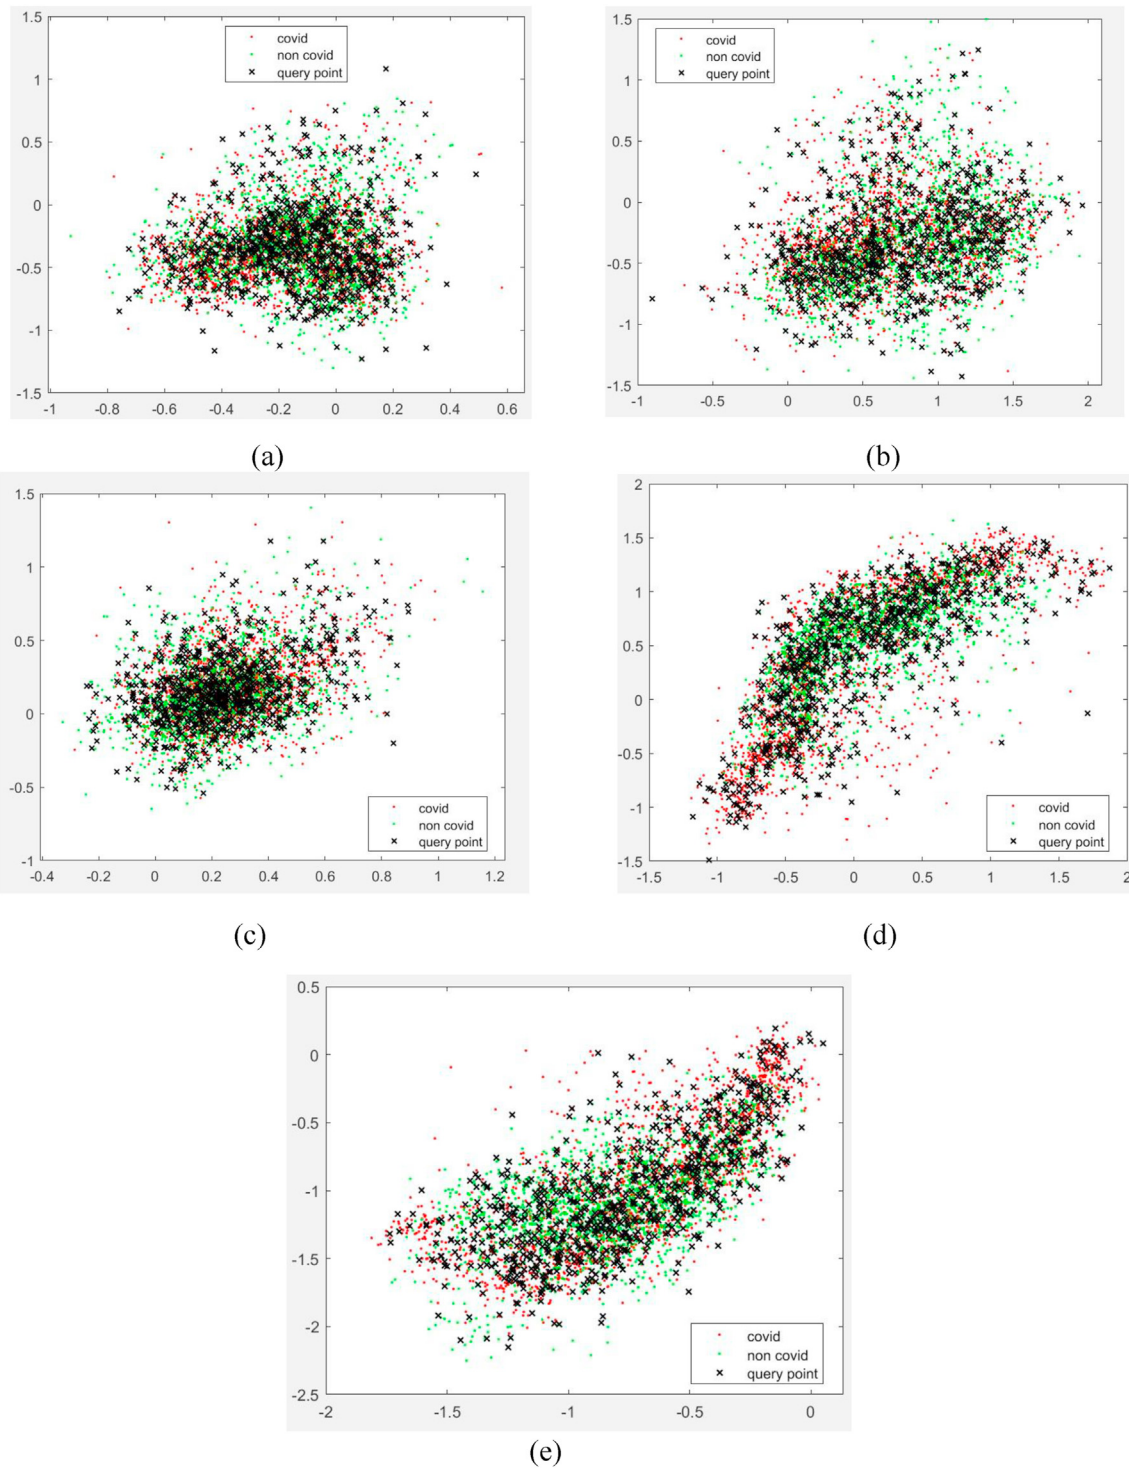 1.5
covid
non covid
query point
1
0.5
0
-0.5
-1
-1.5
-1 -0.8 -0.6 -0.4 -0.2 0 0.2 0.4 0.6
(a)
1.5
covid
non covid
query point
1
0.5
0
-0.5
-1
-1.5
-1 -0.5 0 0.5 1 1.5 2
(b)
1.5
1
0.5
0
-0.5
-1
covid
non covid
query point
-0.4 -0.2 0 0.2 0.4 0.6 0.8 1 1.2
(c)
2
1.5
1
0.5
0
-0.5
-1
-1.5
covid
non covid
query point
-1.5 -1 -0.5 0 0.5 1 1.5 2
(d)
0.5
0
-0.5
-1
-1.5
-2
-2.5
covid
non covid
query point
-2 -1.5 -1 -0.5 0
(e)